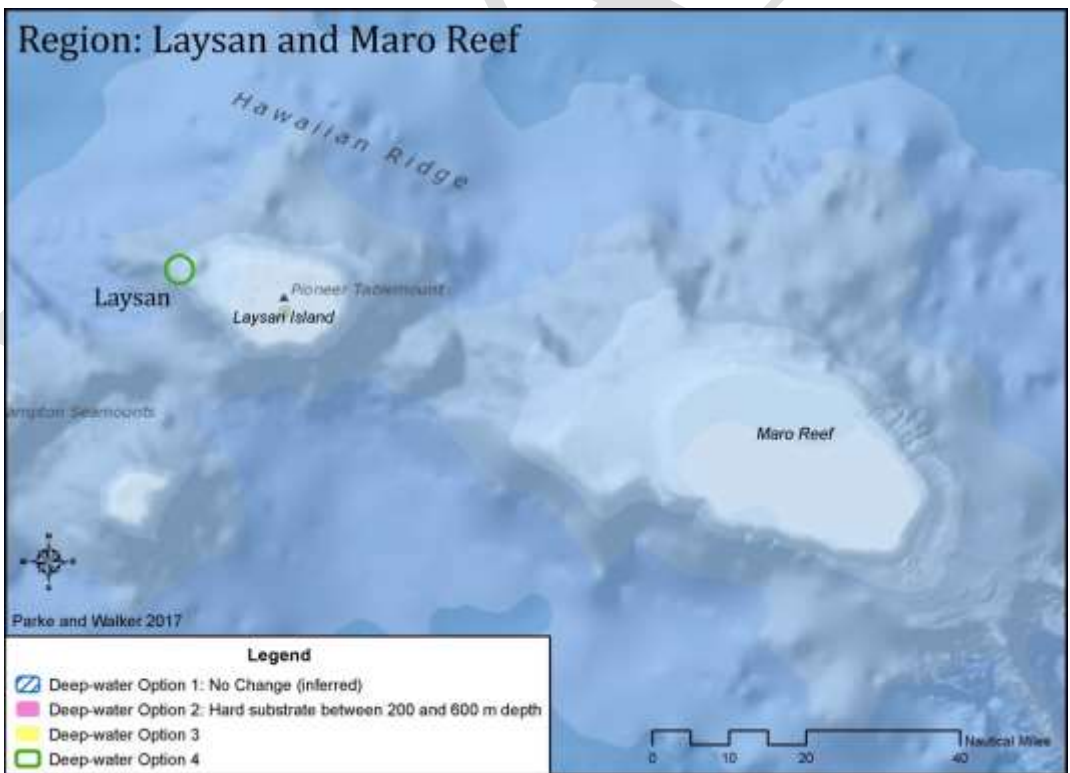 Region: Laysan and Maro Reef
Hawaiian Ridge
Laysan
Pioneer Tablemount
Laysan Island
ampton Seamounts
Maro Reef
N
Parke and Walker 2017
Legend
Deep-water Option 1: No Change (inferred)
Deep-water Option 2: Hard substrate between 200 and 600 m depth
Deep-water Option 3
Deep-water Option 4
Nautical Miles
0 10 20 40